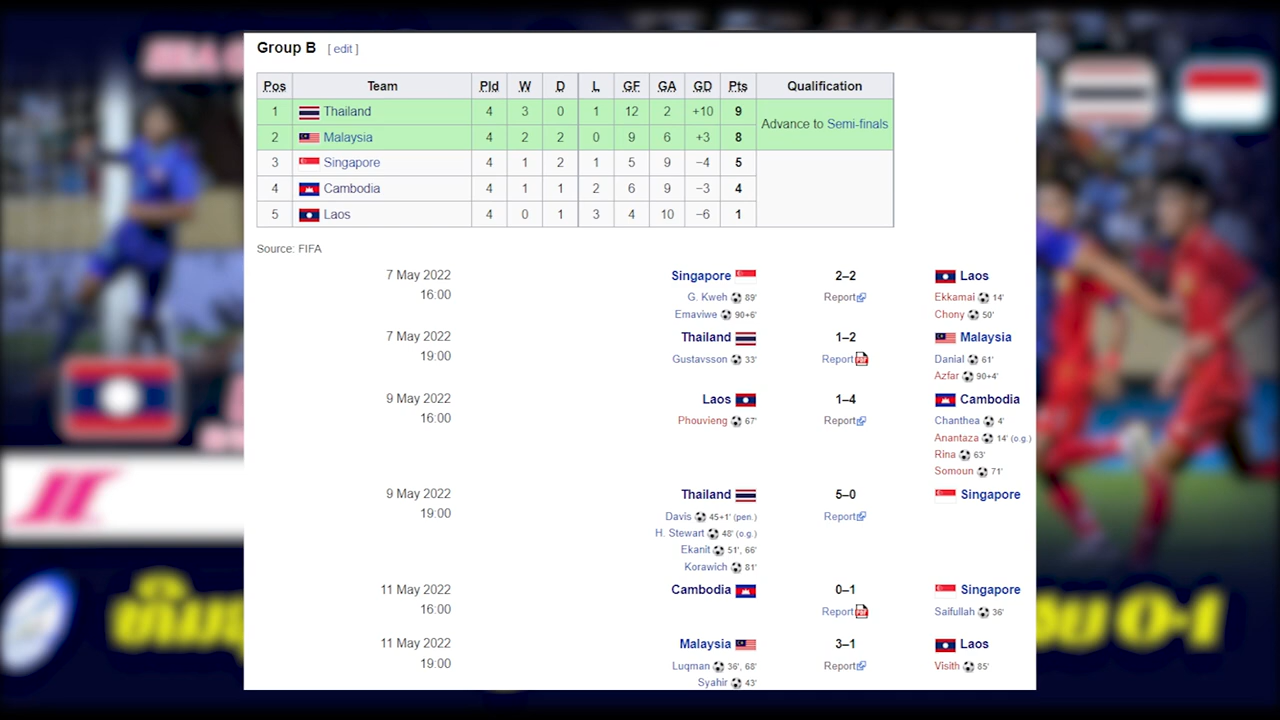 Group B [ edit ]
Pos Team Pld W D L GF GA GD Pts Qualification
1 Thailand 4 3 0 1 12 2 +10 9 Advance to Semi-finals
2 Malaysia 4 2 2 0 9 6 +3 8
3 Singapore 4 1 2 1 5 9 −4 5
4 Cambodia 4 1 1 2 6 9 −3 4
5 Laos 4 0 1 3 4 10 −6 1
Source: FIFA
7 May 2022 Singapore 2–2 Laos
16:00 G. Kweh 89' Report Ekkamai 14'
Emaviwe 90+6' Chony 50'
7 May 2022 Thailand 1–2 Malaysia
19:00 Gustavsson 33' Report Danial 61'
Azfar 90+4'
9 May 2022 Laos 1–4 Cambodia
16:00 Phouvieng 67' Report Chanthea 4'
Anantaza 14' (o.g.)
Rina 63'
Somoun 71'
9 May 2022 Thailand 5–0 Singapore
19:00 Davis 45+1' (pen.) Report
H. Stewart 48' (o.g.)
Ekanit 51', 66'
Korawich 81'
11 May 2022 Cambodia 0–1 Singapore
16:00 Report Saifullah 36'
11 May 2022 Malaysia 3–1 Laos
19:00 Luqman 36', 68' Report Visith 85'
Syahir 43'
0-1